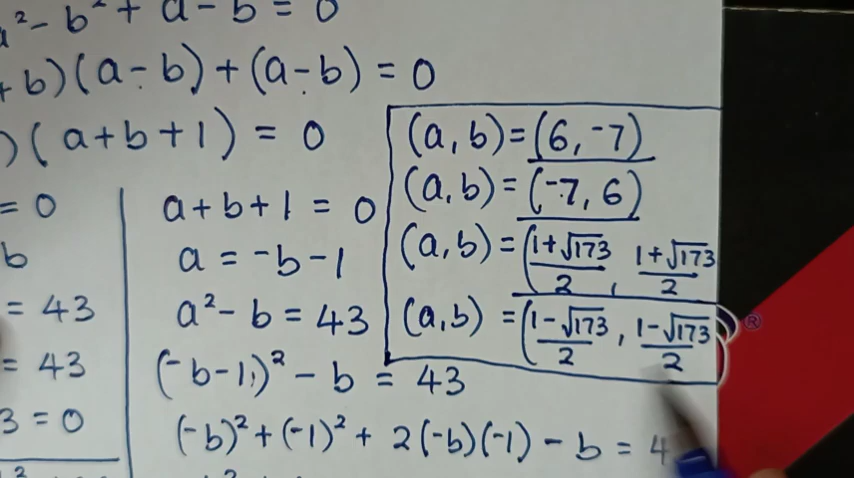 a² - b² + a - b = 0
+ b)(a - b) + (a - b) = 0
)(a + b + 1) = 0
= 0
b
= 43
= 43
3 = 0
a + b + 1 = 0
a = -b - 1
a² - b = 43
(-b - 1)² - b = 43
(-b)² + (-1)² + 2(-b)(-1) - b = 4
(a, b) = (6, -7)
(a, b) = (-7, 6)
(a, b) = (1+√173/2, 1+√173/2
(a, b) = (1-√173/2, 1-√173/2
®